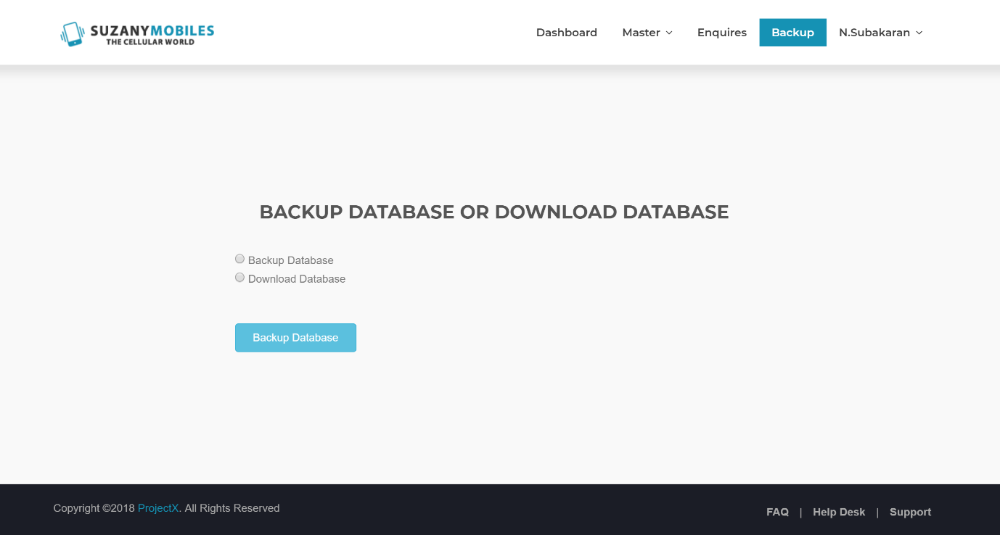 SUZANYMOBILES
THE CELLULAR WORLD
Dashboard Master Enquires Backup N.Subakaran
BACKUP DATABASE OR DOWNLOAD DATABASE
Backup Database
Download Database
Backup Database
Copyright ©2018 ProjectX. All Rights Reserved
FAQ | Help Desk | Support